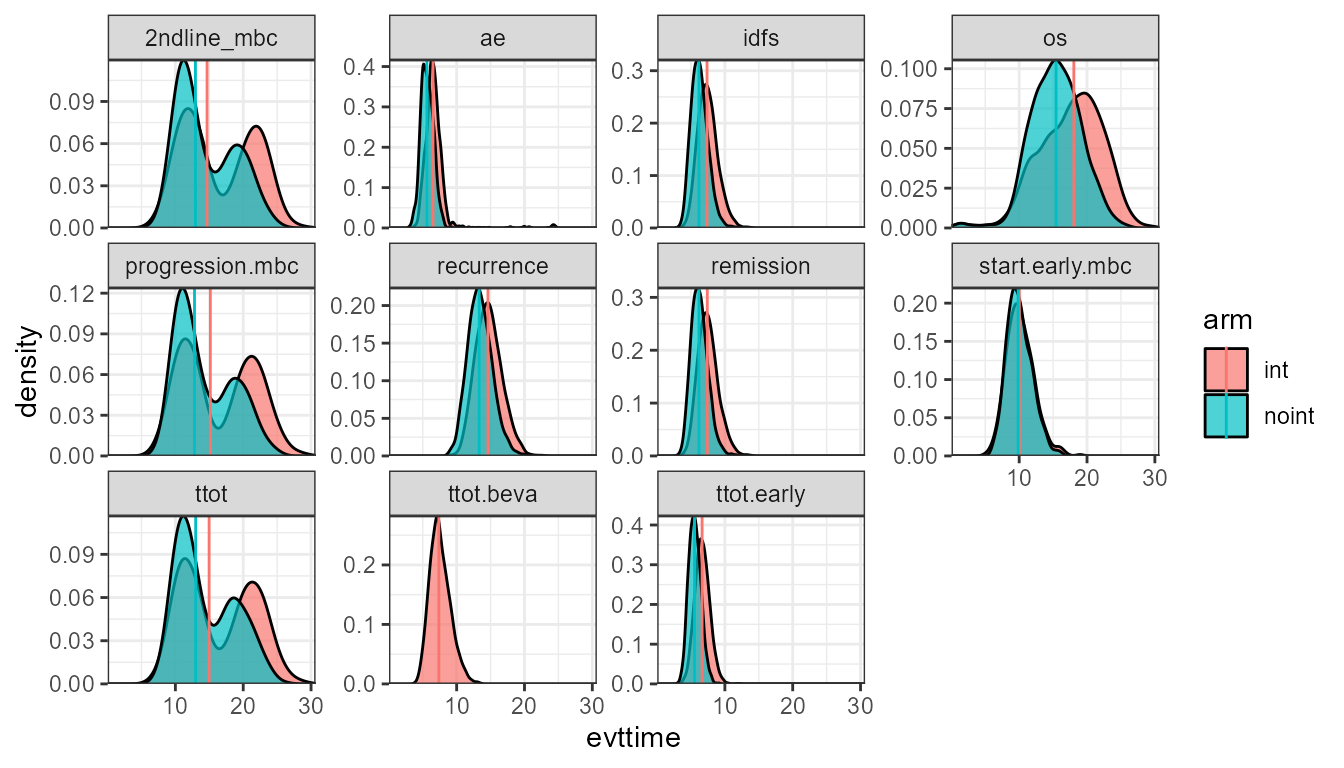 2ndline_mbc
ae
idfs
os
0.09
0.06
0.03
0.00
0.4
0.3
0.2
0.1
0.0
0.3
0.2
0.1
0.0
0.100
0.075
0.050
0.025
0.000
progression.mbc
recurrence
remission
start.early.mbc
0.12
0.09
0.06
0.03
0.00
0.20
0.15
0.10
0.05
0.00
0.3
0.2
0.1
0.0
0.20
0.15
0.10
0.05
0.00
10 20 30
ttot
ttot.beva
ttot.early
0.09
0.06
0.03
0.00
0.2
0.1
0.0
0.4
0.3
0.2
0.1
0.0
10 20 30
10 20 30
10 20 30
density
evttime
arm
int
noint